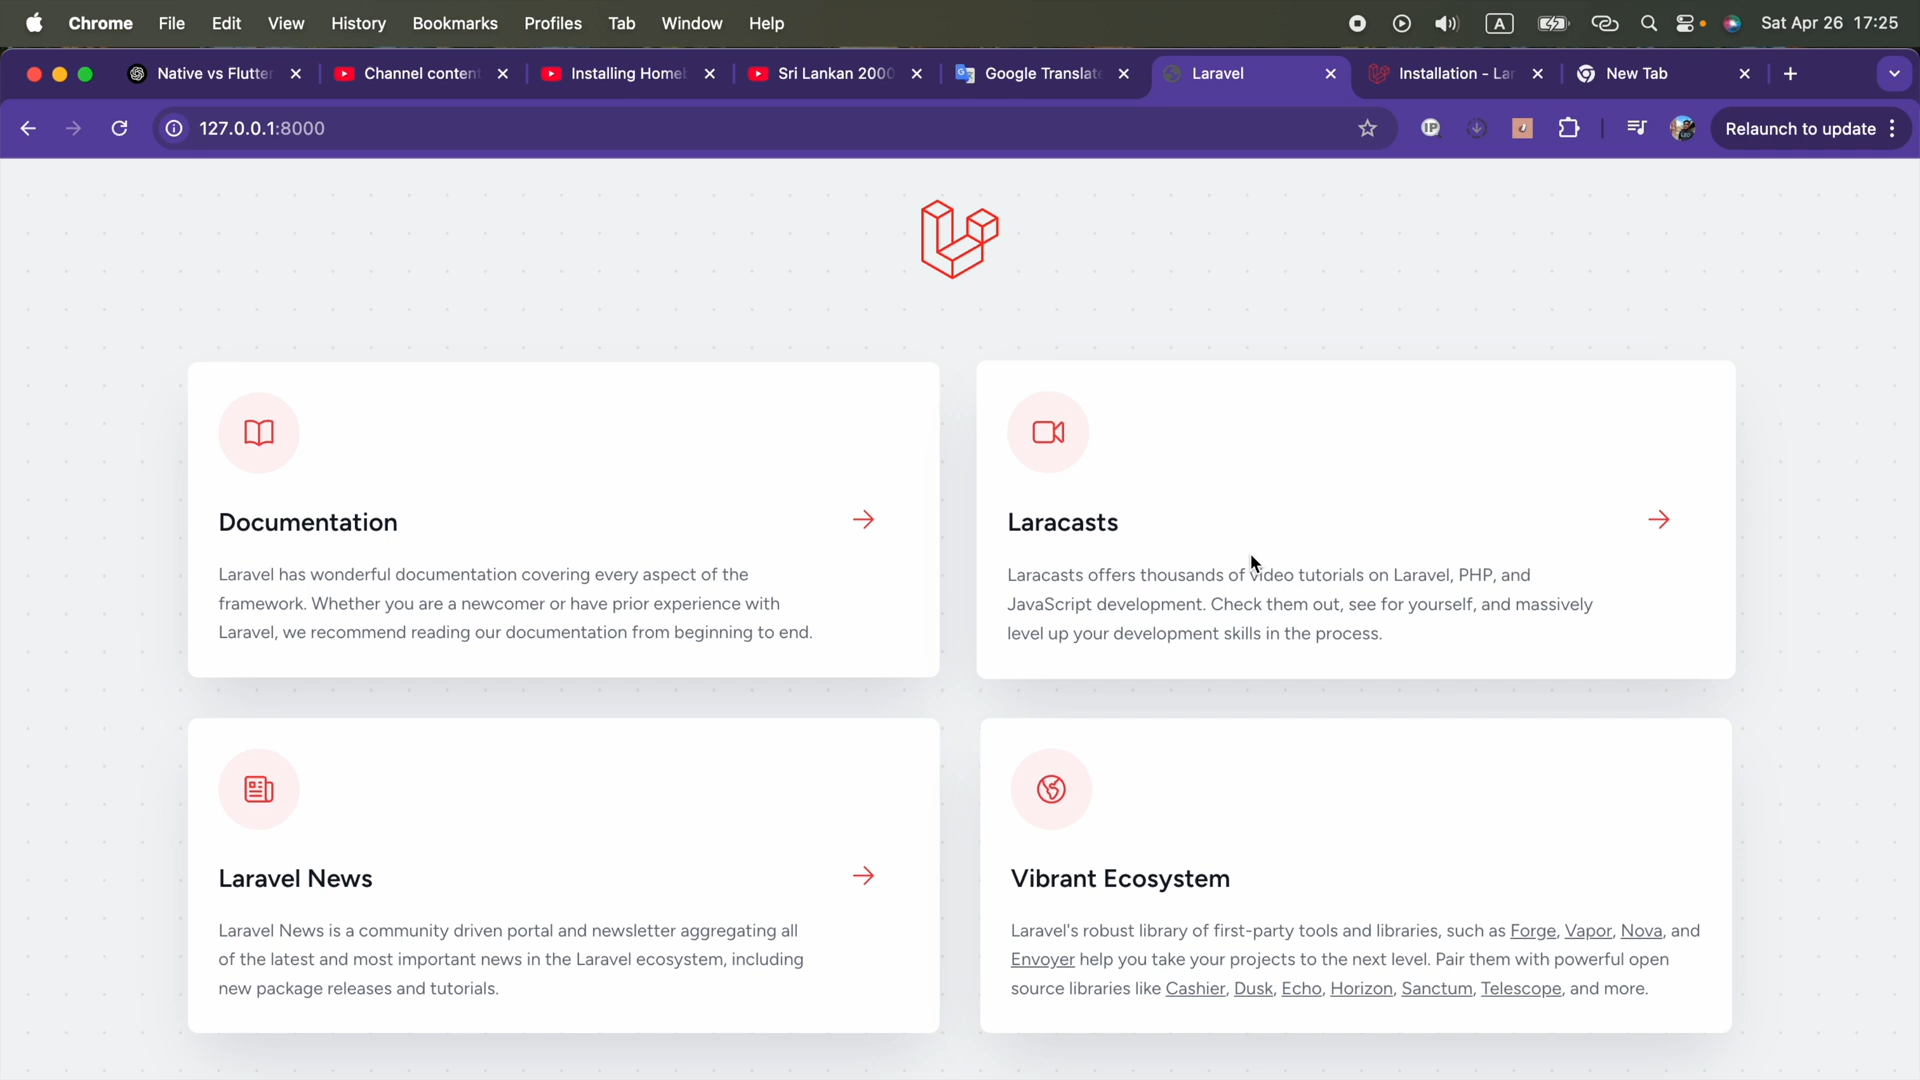 Chrome File Edit View History Bookmarks Profiles Tab Window Help A Sat Apr 26 17:25
Native vs Flutter Channel content Installing Home Sri Lankan 2000 Google Translate Laravel Installation - Lar New Tab
127.0.0.1:8000 IP Relaunch to update
Documentation
Laravel has wonderful documentation covering every aspect of the
framework. Whether you are a newcomer or have prior experience with
Laravel, we recommend reading our documentation from beginning to end.
Laracasts
Laracasts offers thousands of video tutorials on Laravel, PHP, and
JavaScript development. Check them out, see for yourself, and massively
level up your development skills in the process.
Laravel News
Laravel News is a community driven portal and newsletter aggregating all
of the latest and most important news in the Laravel ecosystem, including
new package releases and tutorials.
Vibrant Ecosystem
Laravel's robust library of first-party tools and libraries, such as Forge, Vapor, Nova, and
Envoyer help you take your projects to the next level. Pair them with powerful open
source libraries like Cashier, Dusk, Echo, Horizon, Sanctum, Telescope, and more.